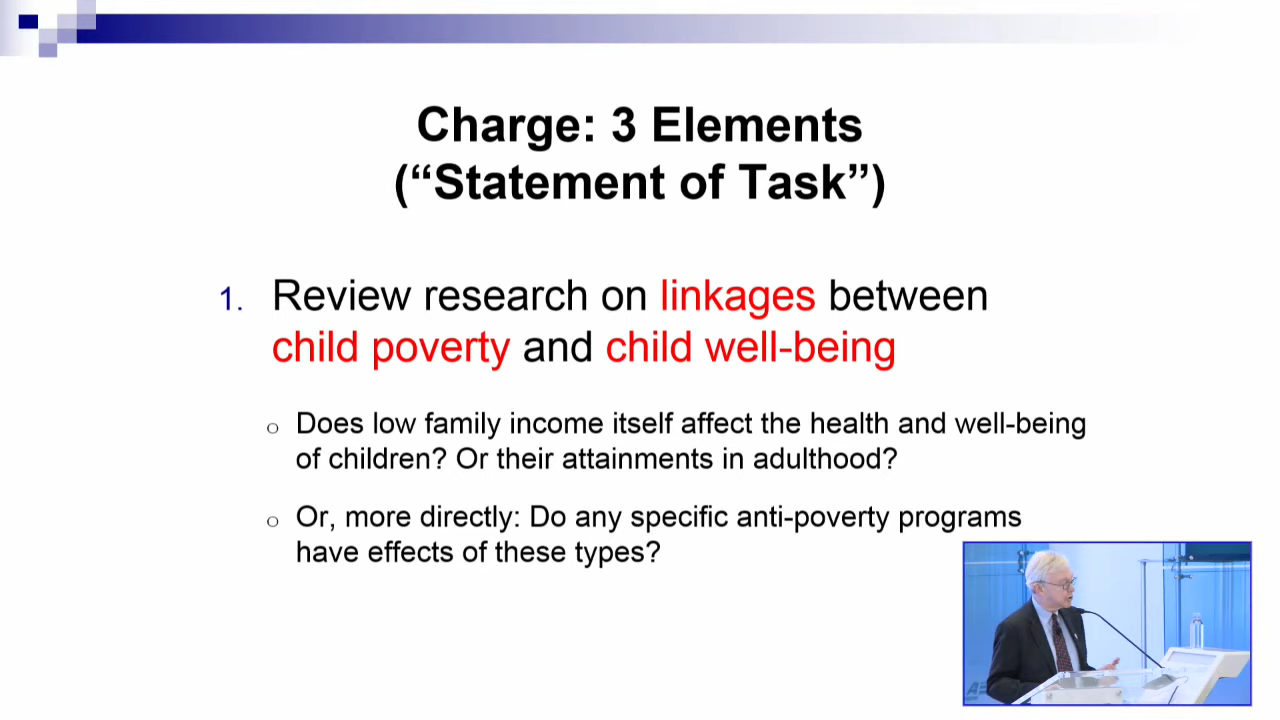 Charge: 3 Elements
(“Statement of Task”)
1. Review research on linkages between
child poverty and child well-being
o Does low family income itself affect the health and well-being
of children? Or their attainments in adulthood?
o Or, more directly: Do any specific anti-poverty programs
have effects of these types?